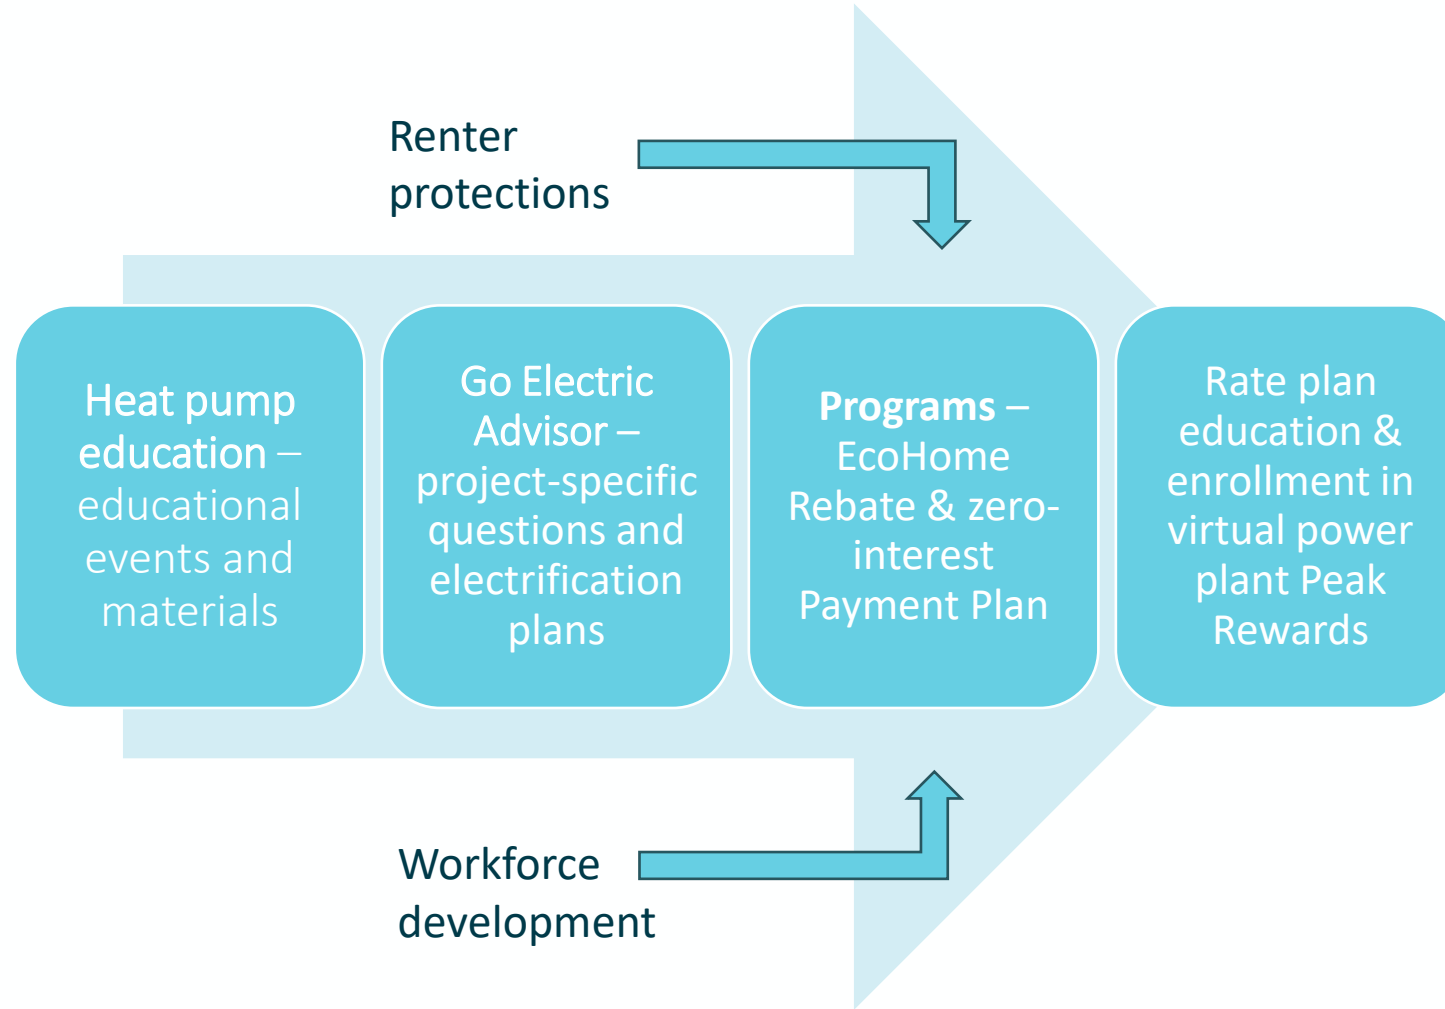 Renter
protections
Heat pump
education –
educational
events and
materials
Go Electric
Advisor –
project-specific
questions and
electrification
plans
Programs –
EcoHome
Rebate & zero-
interest
Payment Plan
Rate plan
education &
enrollment in
virtual power
plant Peak
Rewards
Workforce
development